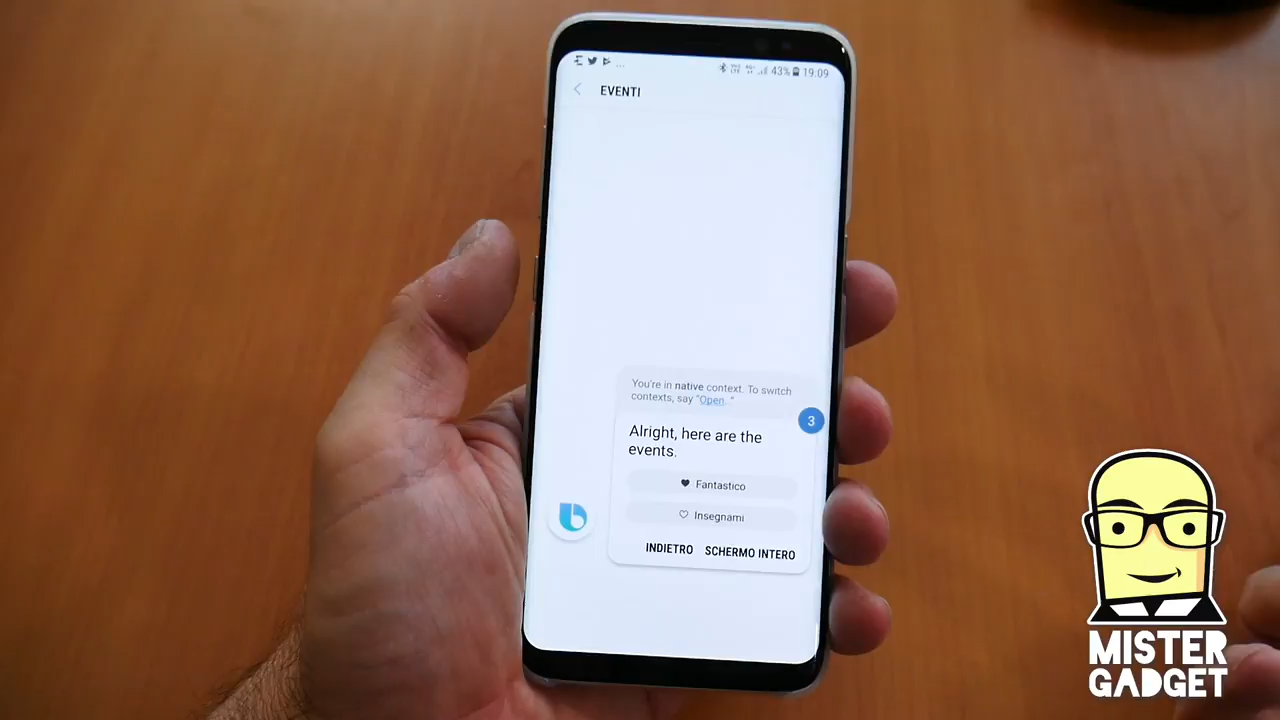 43% 19:09
EVENTI
You're in native context. To switch
contexts, say "Open..."
3
Alright, here are the
events.
Fantastico
Insegnami
INDIETRO SCHERMO INTERO
MISTER
GADGET